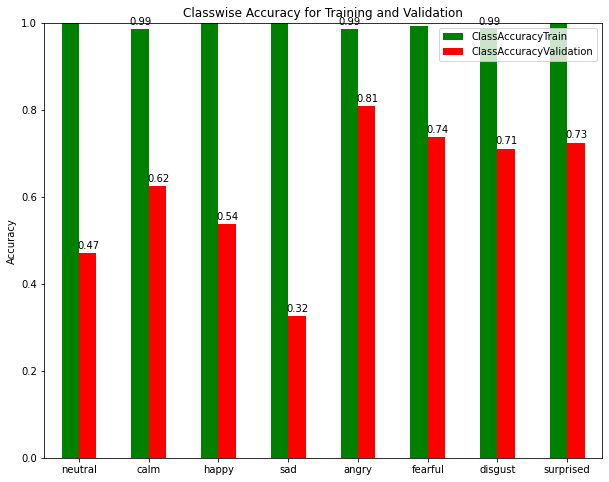 Classwise Accuracy for Training and Validation
0.99 0.99 0.99
ClassAccuracyTrain
ClassAccuracyValidation
1.0
0.8
0.6
0.4
0.2
0.0
Accuracy
0.47
0.62
0.54
0.32
0.81
0.74
0.71
0.73
neutral calm happy sad angry fearful disgust surprised